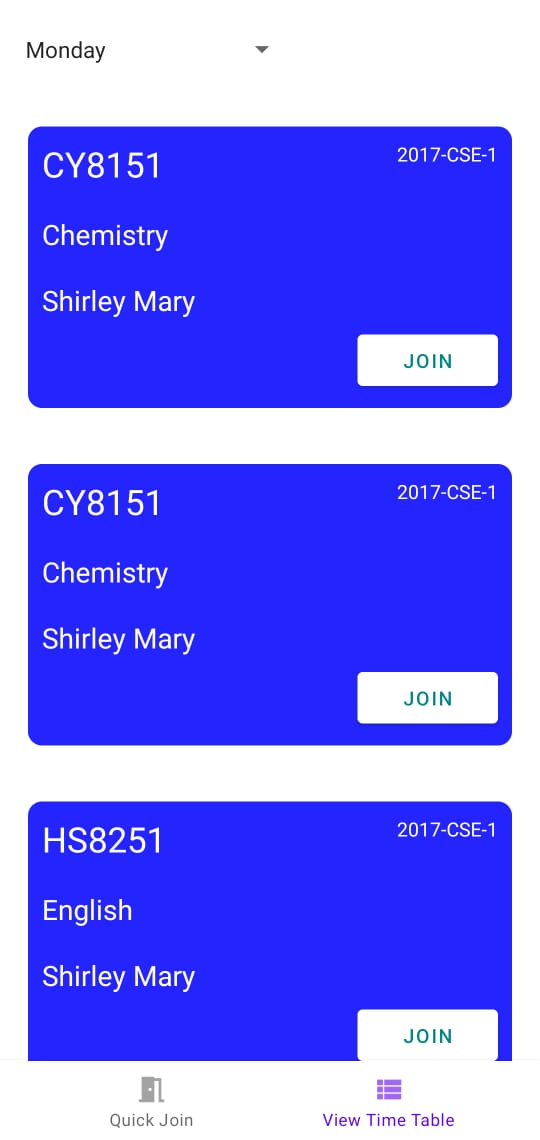 Monday
CY8151
2017-CSE-1
Chemistry
Shirley Mary
JOIN
CY8151
2017-CSE-1
Chemistry
Shirley Mary
JOIN
HS8251
2017-CSE-1
English
Shirley Mary
JOIN
Quick Join
View Time Table